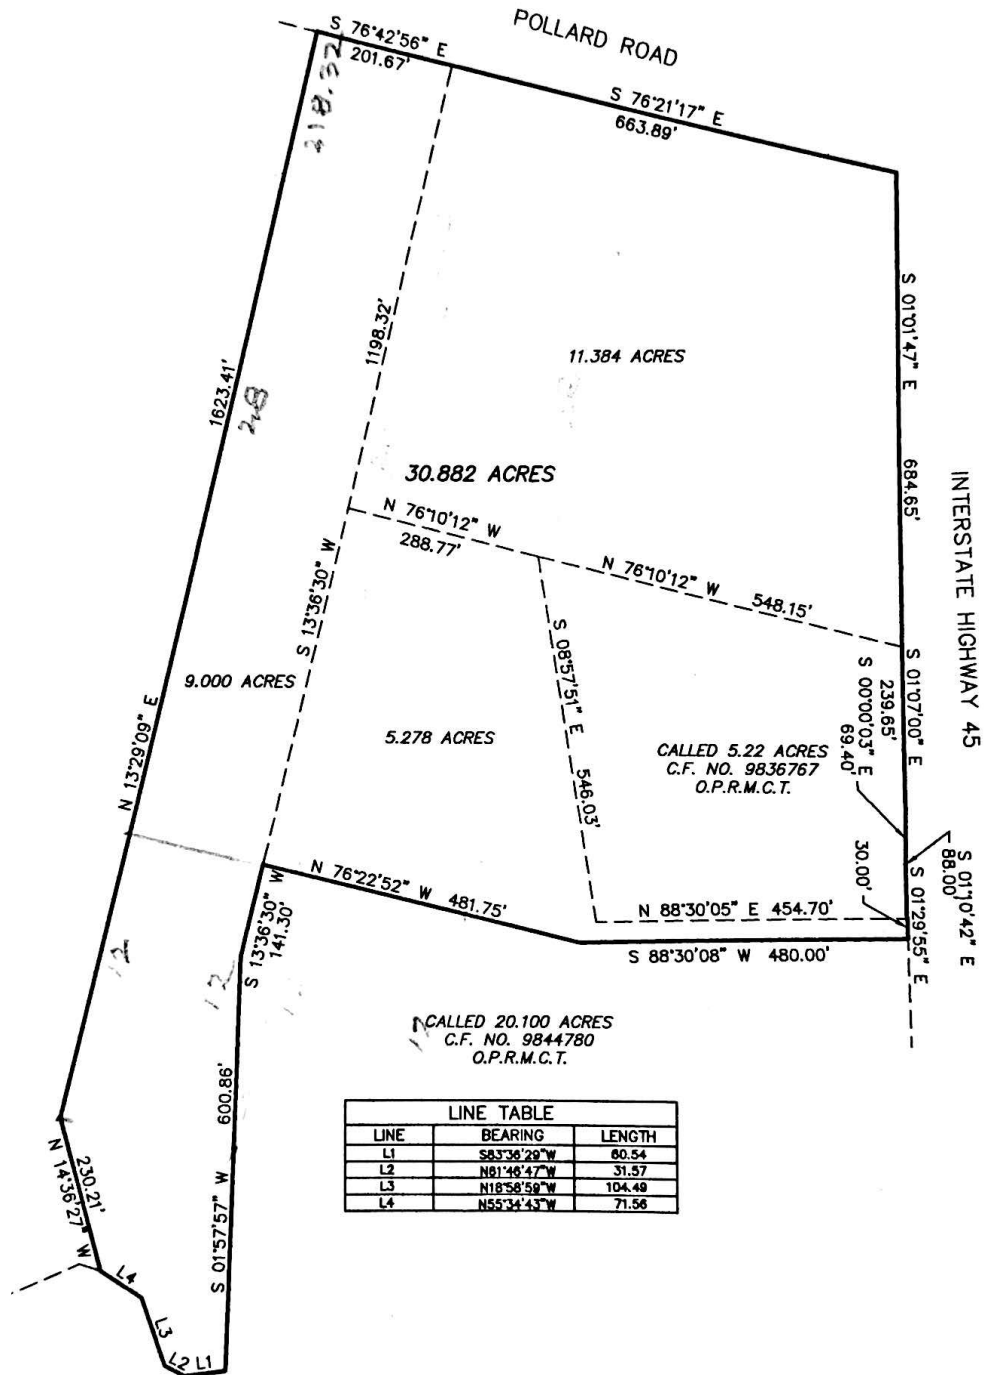 POLLARD ROAD
S 76°42'56" E
201.67'
S 76°21'17" E
663.89'
S 01°01'47" E
684.65'
INTERSTATE HIGHWAY 45
1198.32'
11.384 ACRES
1623.41'
30.882 ACRES
N 76°10'12" W
288.77'
N 76°10'12" W
548.15'
S 13°36'30" W
S 08°57'51" E
546.03'
S 01°07'00" E
239.65'
S 00°00'03" E
69.40'
9.000 ACRES
5.278 ACRES
CALLED 5.22 ACRES
C.F. NO. 9836767
O.P.R.M.C.T.
N 13°29'09" E
30.00'
S 01°10'42" E
88.00'
S 01°29'55" E
N 76°22'52" W 481.75'
N 88°30'05" E 454.70'
S 88°30'08" W 480.00'
S 13°36'30" W
141.30'
12
12
12
CALLED 20.100 ACRES
C.F. NO. 9844780
O.P.R.M.C.T.
600.86'
S 01°57'57" W
230.21'
N 14°36'27" W
LINE TABLE
LINE BEARING LENGTH
L1 S83°36'29"W 60.54
L2 N81°46'47"W 31.57
L3 N18°58'59"W 104.49
L4 N55°34'43"W 71.56
L4
L3
L2 L1